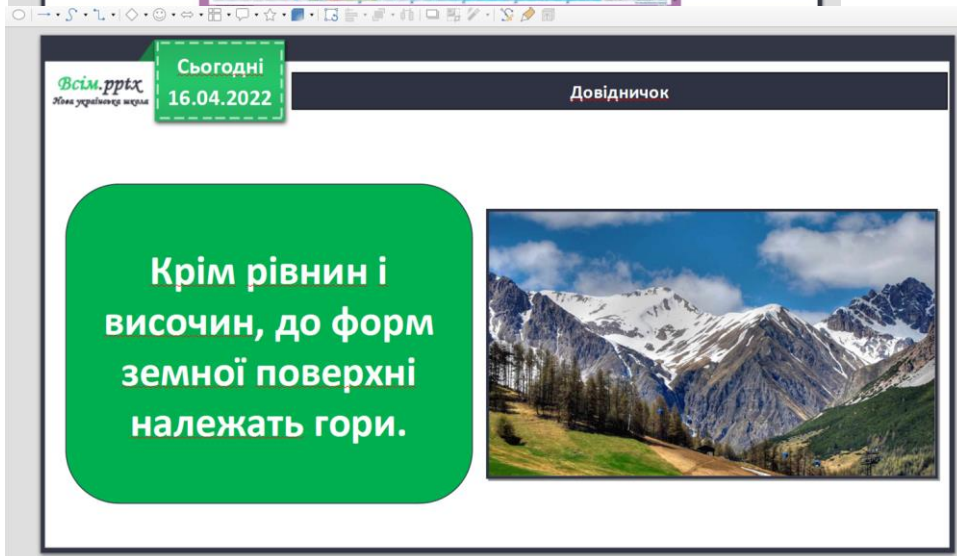 Всім.pptx
Нова українська школа
Сьогодні
16.04.2022
Довідничок
Крім рівнин і
височин, до форм
земної поверхні
належать гори.